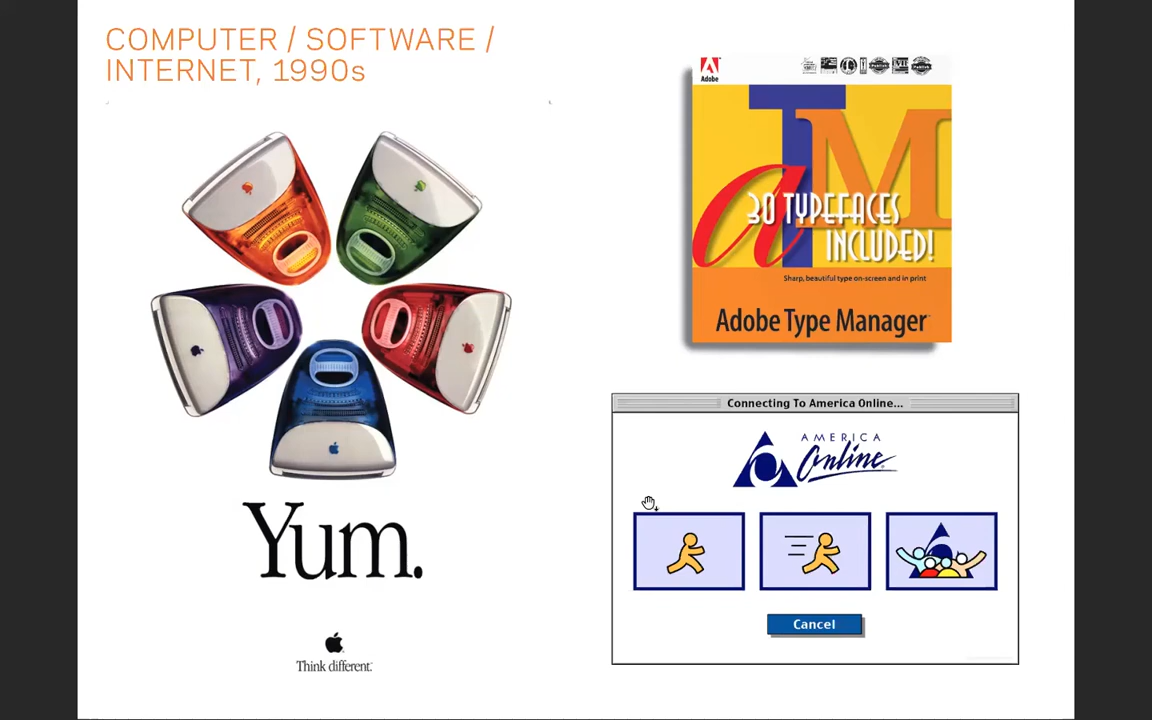 COMPUTER / SOFTWARE /
INTERNET, 1990s
Yum.
Think different.
Adobe
aTM
30 TYPEFACES
INCLUDED!
Sharp, beautiful type on-screen and in print
Adobe Type Manager
Connecting To America Online...
AMERICA
Online
Cancel